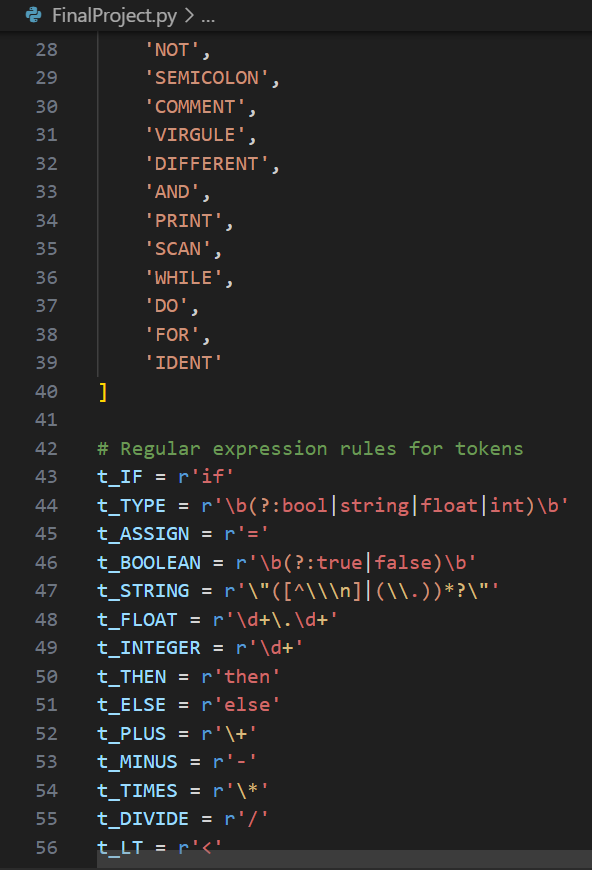 FinalProject.py > ...
28 'NOT',
29 'SEMICOLON',
30 'COMMENT',
31 'VIRGULE',
32 'DIFFERENT',
33 'AND',
34 'PRINT',
35 'SCAN',
36 'WHILE',
37 'DO',
38 'FOR',
39 'IDENT'
40 ]
41
42 # Regular expression rules for tokens
43 t_IF = r'if'
44 t_TYPE = r'\b(?:bool|string|float|int)\b'
45 t_ASSIGN = r'='
46 t_BOOLEAN = r'\b(?:true|false)\b'
47 t_STRING = r'\"([^\\\n]|(\\.))*?\"'
48 t_FLOAT = r'\d+\.\d+'
49 t_INTEGER = r'\d+'
50 t_THEN = r'then'
51 t_ELSE = r'else'
52 t_PLUS = r'\+'
53 t_MINUS = r'-'
54 t_TIMES = r'\*'
55 t_DIVIDE = r'/'
56 t_LT = r'<'